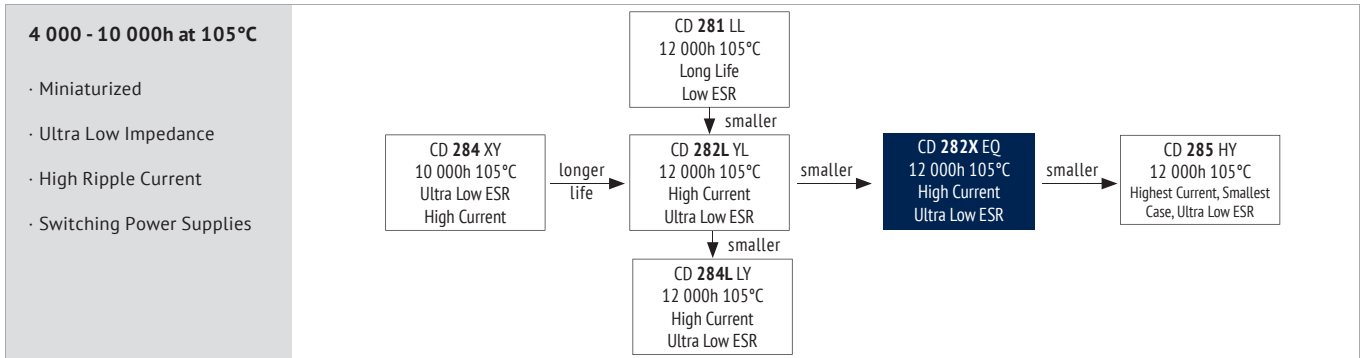 4 000 - 10 000h at 105°C
· Miniaturized
· Ultra Low Impedance
· High Ripple Current
· Switching Power Supplies
CD 281 LL
12 000h 105°C
Long Life
Low ESR
smaller
CD 284 XY
10 000h 105°C
Ultra Low ESR
High Current
longer
life
CD 282L YL
12 000h 105°C
High Current
Ultra Low ESR
smaller
CD 282X EQ
12 000h 105°C
High Current
Ultra Low ESR
smaller
CD 285 HY
12 000h 105°C
Highest Current, Smallest
Case, Ultra Low ESR
smaller
CD 284L LY
12 000h 105°C
High Current
Ultra Low ESR